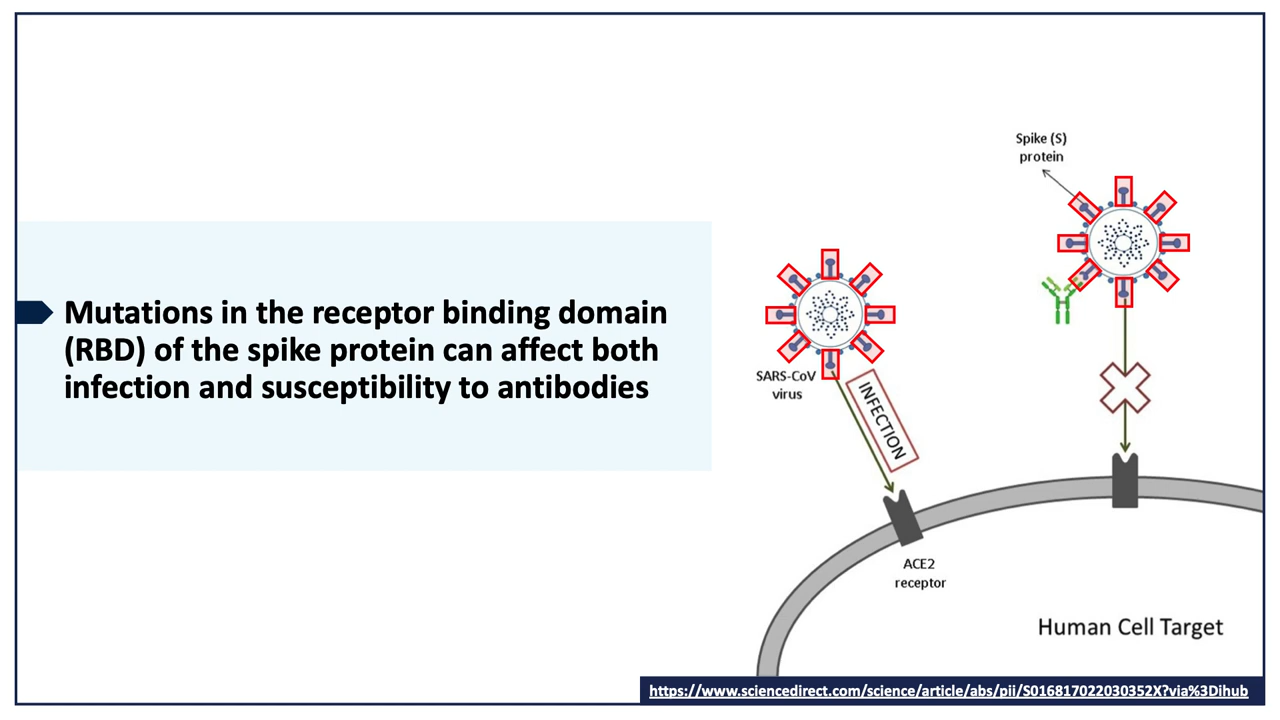 Mutations in the receptor binding domain
(RBD) of the spike protein can affect both
infection and susceptibility to antibodies
Spike (S)
protein
SARS-CoV
virus
INFECTION
ACE2
receptor
Human Cell Target
https://www.sciencedirect.com/science/article/abs/pii/S016817022030352X?via%3Dihub